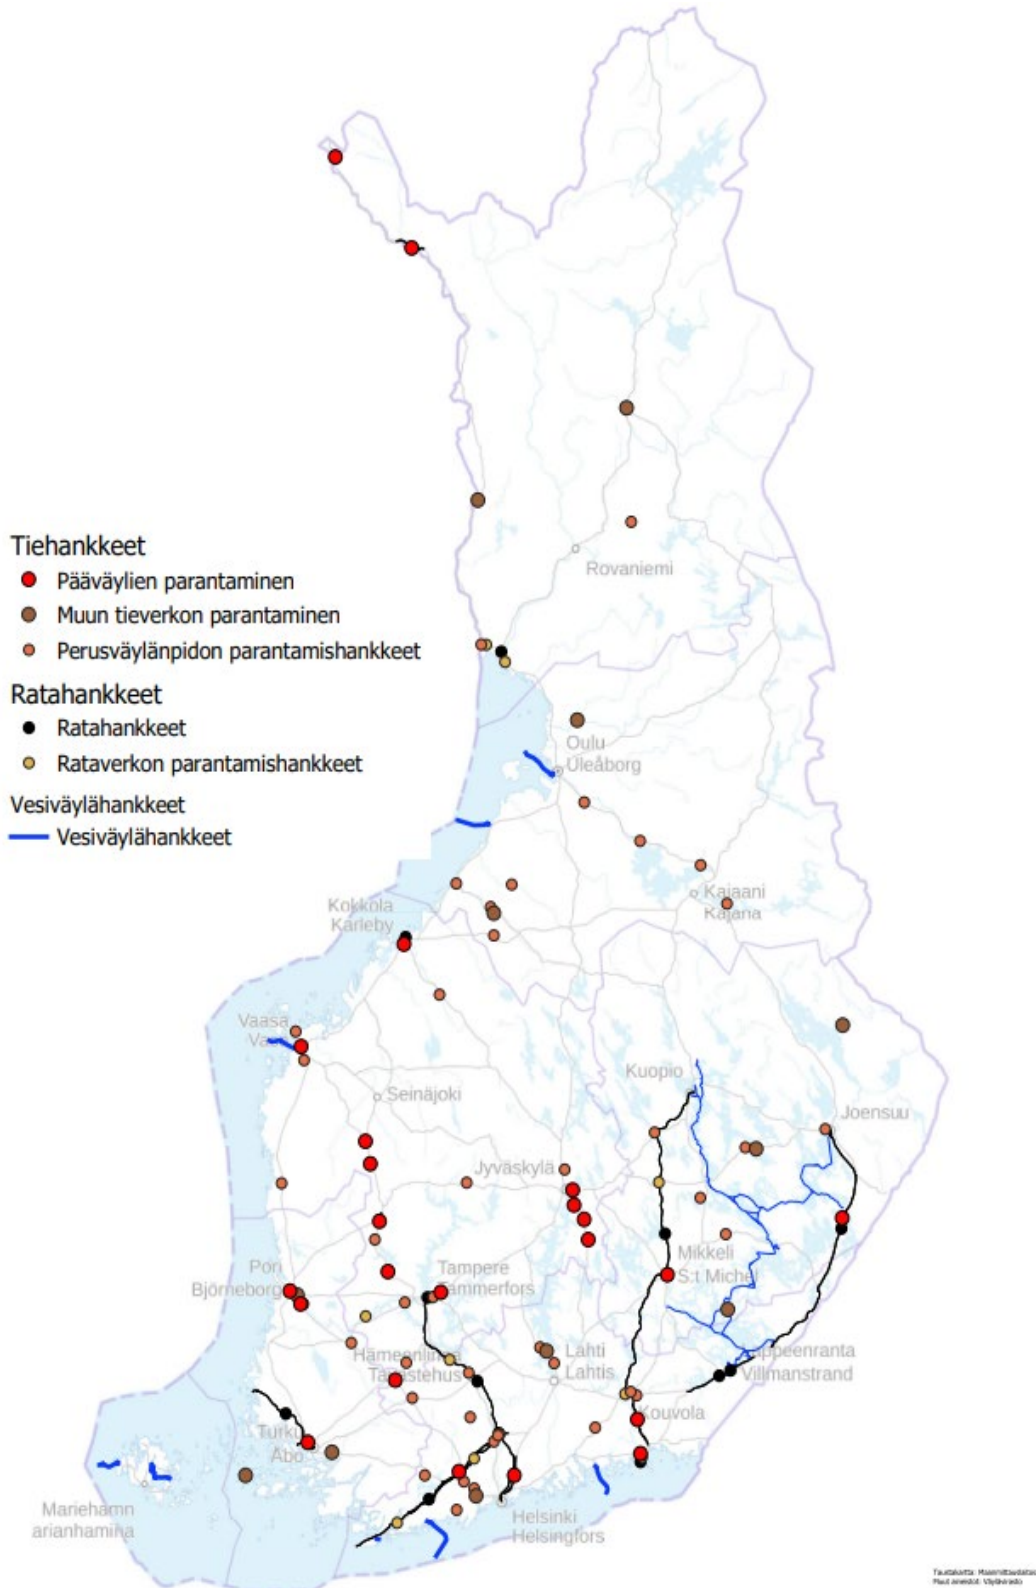 Tiehankkeet
Pääväylien parantaminen
Muun tieverkon parantaminen
Perusväylänpidon parantamishankkeet
Ratahankkeet
Ratahankkeet
Rataverkon parantamishankkeet
Vesiväylähankkeet
Vesiväylähankkeet
Rovaniemi
Oulu
Uleåborg
Kajaani
Kajana
Kokkola
Karleby
Vaasa
Seinäjoki
Kuopio
Joensuu
Jyväskylä
Mikkeli
S:t Michel
Pori
Björneborg
Tampere
Tammerfors
Lahti
Lahtis
Villmanstrand
Kouvola
Turku
Åbo
Helsinki
Helsingfors
Mariehamn
arianhamina